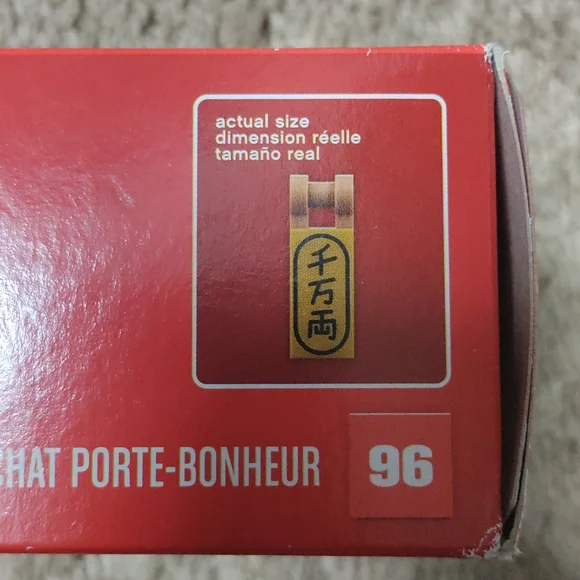 actual size
dimension réelle
tamaño real
千
万
両
CHAT PORTE-BONHEUR
96